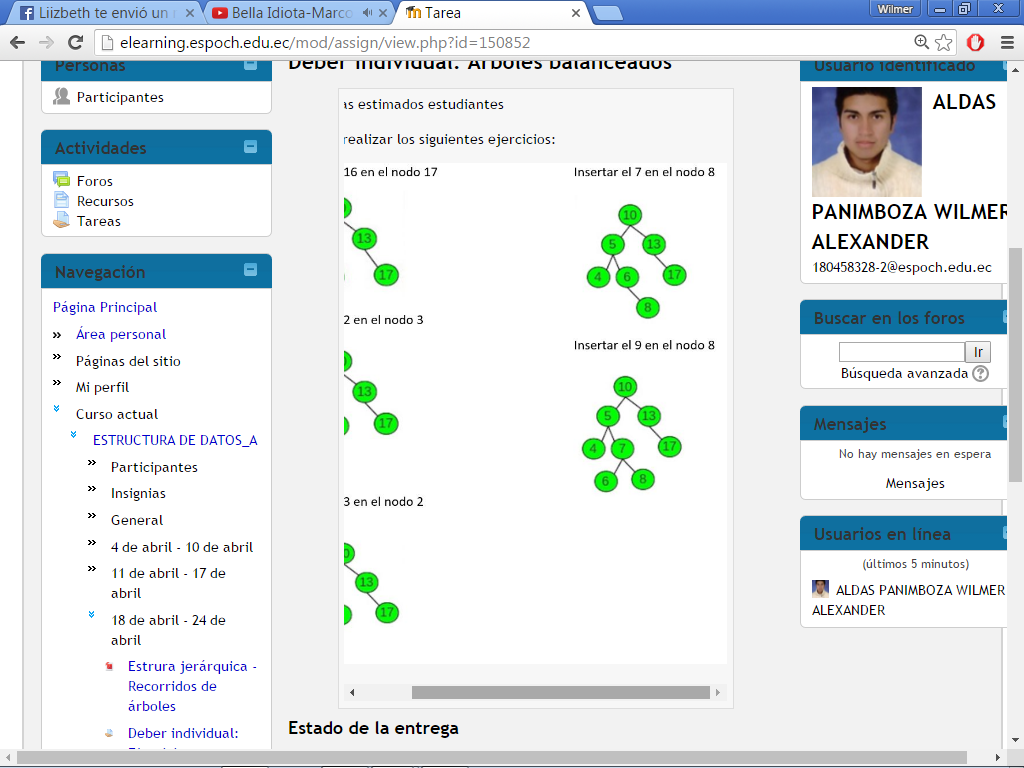 Liizbeth te envió un
Bella Idiota-Marco
Tarea
Wilmer
elearning.espoch.edu.ec/mod/assign/view.php?id=150852
Personas
Participantes
Actividades
Foros
Recursos
Tareas
Navegación
Página Principal
Área personal
Páginas del sitio
Mi perfil
Curso actual
ESTRUCTURA DE DATOS_A
Participantes
Insignias
General
4 de abril - 10 de abril
11 de abril - 17 de
abril
18 de abril - 24 de
abril
Estrura jerárquica -
Recorridos de
árboles
Deber individual:
Deber individual: Árboles balanceados
as estimados estudiantes
realizar los siguientes ejercicios:
16 en el nodo 17
13
17
2 en el nodo 3
13
17
3 en el nodo 2
13
17
Insertar el 7 en el nodo 8
10
5 13
4 6 17
8
Insertar el 9 en el nodo 8
10
5 13
4 7 17
6 8
Estado de la entrega
Usuario identificado
ALDAS
PANIMBOZA WILMER
ALEXANDER
180458328-2@espoch.edu.ec
Buscar en los foros
Ir
Búsqueda avanzada ?
Mensajes
No hay mensajes en espera
Mensajes
Usuarios en línea
(últimos 5 minutos)
ALDAS PANIMBOZA WILMER
ALEXANDER